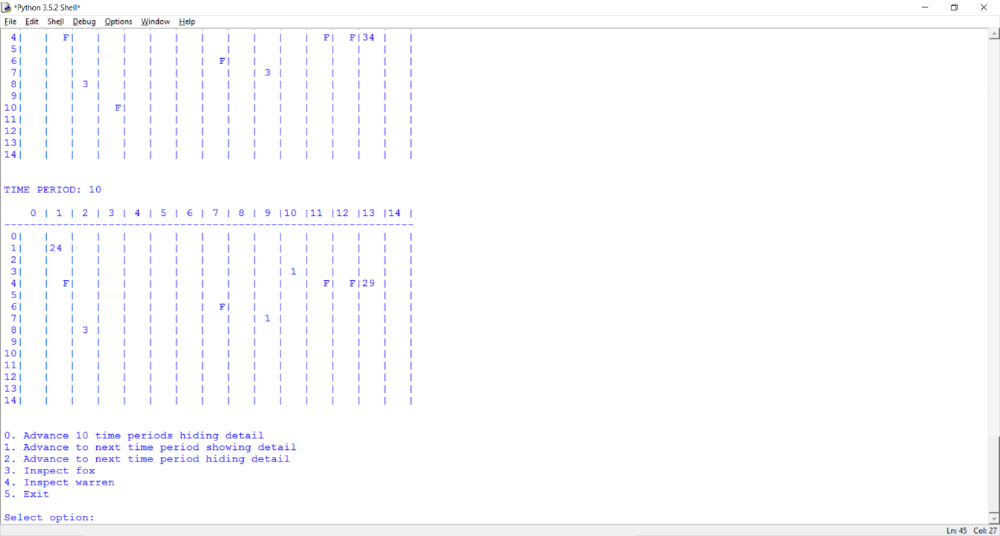 *Python 3.5.2 Shell*
File Edit Shell Debug Options Window Help
 4|   |  F|   |   |   |   |   |   |   |   |   |  F|  F|34 |   |
 5|   |   |   |   |   |   |   |   |   |   |   |   |   |   |   |
 6|   |   |   |   |   |   |   |  F|   |   |   |   |   |   |   |
 7|   |   |   |   |   |   |   |   |   | 3 |   |   |   |   |   |
 8|   |   | 3 |   |   |   |   |   |   |   |   |   |   |   |   |
 9|   |   |   |   |   |   |   |   |   |   |   |   |   |   |   |
10|   |   |   |  F|   |   |   |   |   |   |   |   |   |   |   |
11|   |   |   |   |   |   |   |   |   |   |   |   |   |   |   |
12|   |   |   |   |   |   |   |   |   |   |   |   |   |   |   |
13|   |   |   |   |   |   |   |   |   |   |   |   |   |   |   |
14|   |   |   |   |   |   |   |   |   |   |   |   |   |   |   |
TIME PERIOD: 10
    0 | 1 | 2 | 3 | 4 | 5 | 6 | 7 | 8 | 9 |10 |11 |12 |13 |14 |
---------------------------------------------------------------
 0|   |   |   |   |   |   |   |   |   |   |   |   |   |   |   |
 1|   |24 |   |   |   |   |   |   |   |   |   |   |   |   |   |
 2|   |   |   |   |   |   |   |   |   |   |   |   |   |   |   |
 3|   |   |   |   |   |   |   |   |   |   | 1 |   |   |   |   |
 4|   |  F|   |   |   |   |   |   |   |   |   |  F|  F|29 |   |
 5|   |   |   |   |   |   |   |   |   |   |   |   |   |   |   |
 6|   |   |   |   |   |   |   |  F|   |   |   |   |   |   |   |
 7|   |   |   |   |   |   |   |   |   | 1 |   |   |   |   |   |
 8|   |   | 3 |   |   |   |   |   |   |   |   |   |   |   |   |
 9|   |   |   |   |   |   |   |   |   |   |   |   |   |   |   |
10|   |   |   |   |   |   |   |   |   |   |   |   |   |   |   |
11|   |   |   |   |   |   |   |   |   |   |   |   |   |   |   |
12|   |   |   |   |   |   |   |   |   |   |   |   |   |   |   |
13|   |   |   |   |   |   |   |   |   |   |   |   |   |   |   |
14|   |   |   |   |   |   |   |   |   |   |   |   |   |   |   |
0. Advance 10 time periods hiding detail
1. Advance to next time period showing detail
2. Advance to next time period hiding detail
3. Inspect fox
4. Inspect warren
5. Exit
Select option:
Ln: 45 Col: 27